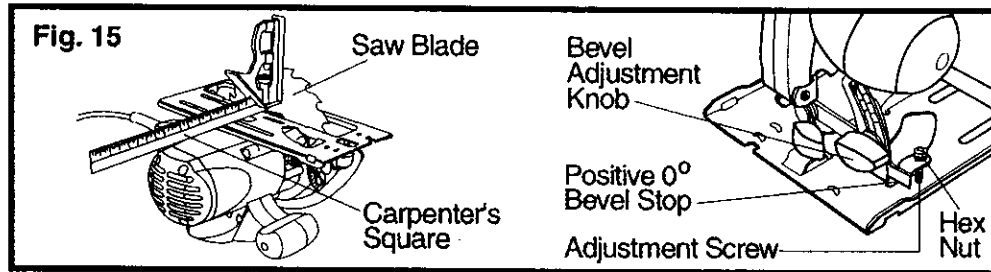 Fig. 15
Saw Blade
Carpenter's
Square
Bevel
Adjustment
Knob
Positive 0°
Bevel Stop
Adjustment Screw
Hex
Nut